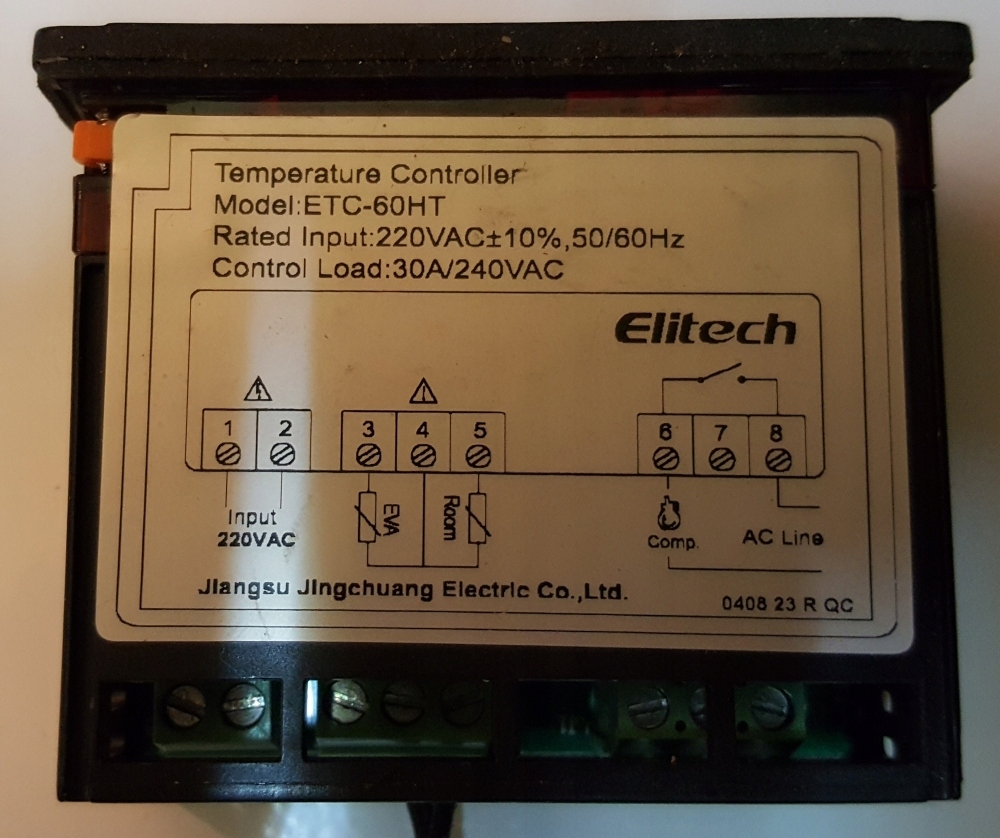 Temperature Controller
Model:ETC-60HT
Rated Input:220VAC±10%,50/60Hz
Control Load:30A/240VAC
Elitech
1 2 3 4 5 6 7 8
Input
220VAC
EVA
Room
Comp.
AC Line
Jiangsu Jingchuang Electric Co.,Ltd.
0408 23 R QC